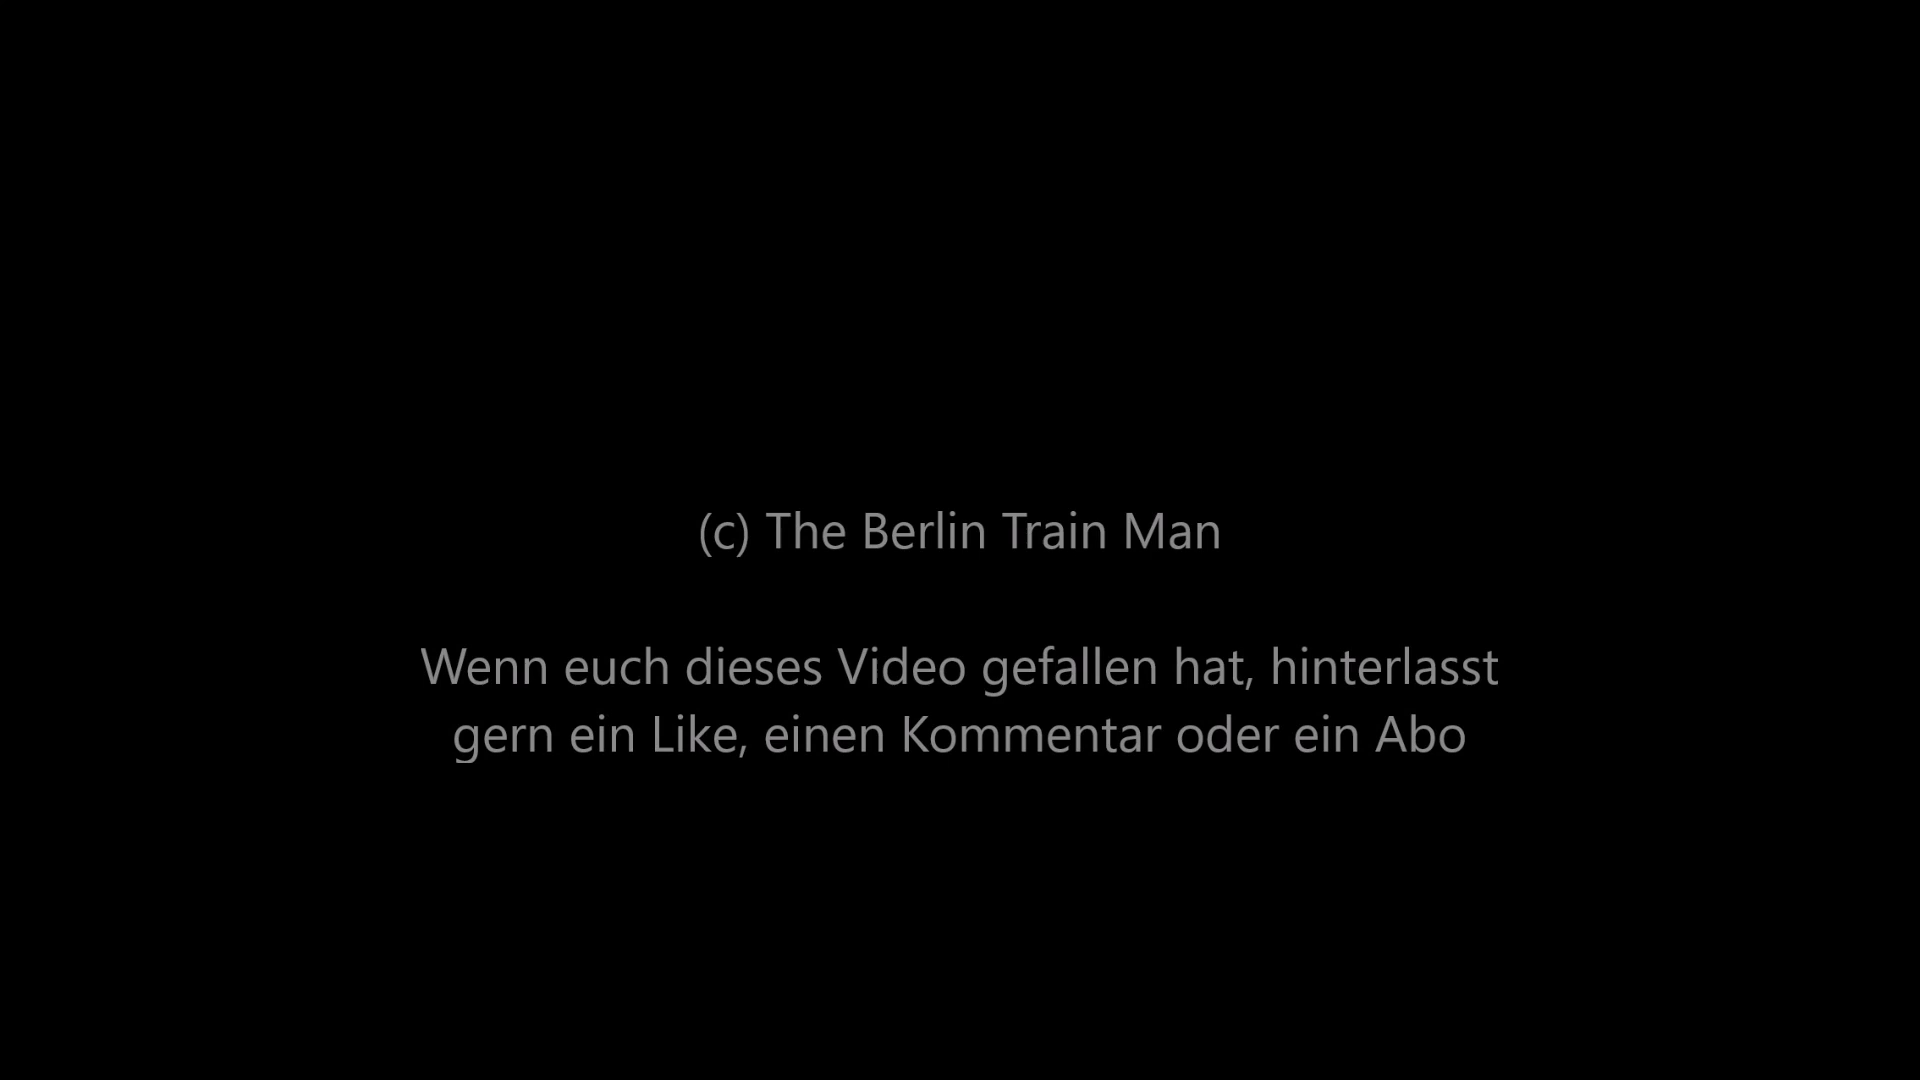 (c) The Berlin Train Man
Wenn euch dieses Video gefallen hat, hinterlasst
gern ein Like, einen Kommentar oder ein Abo